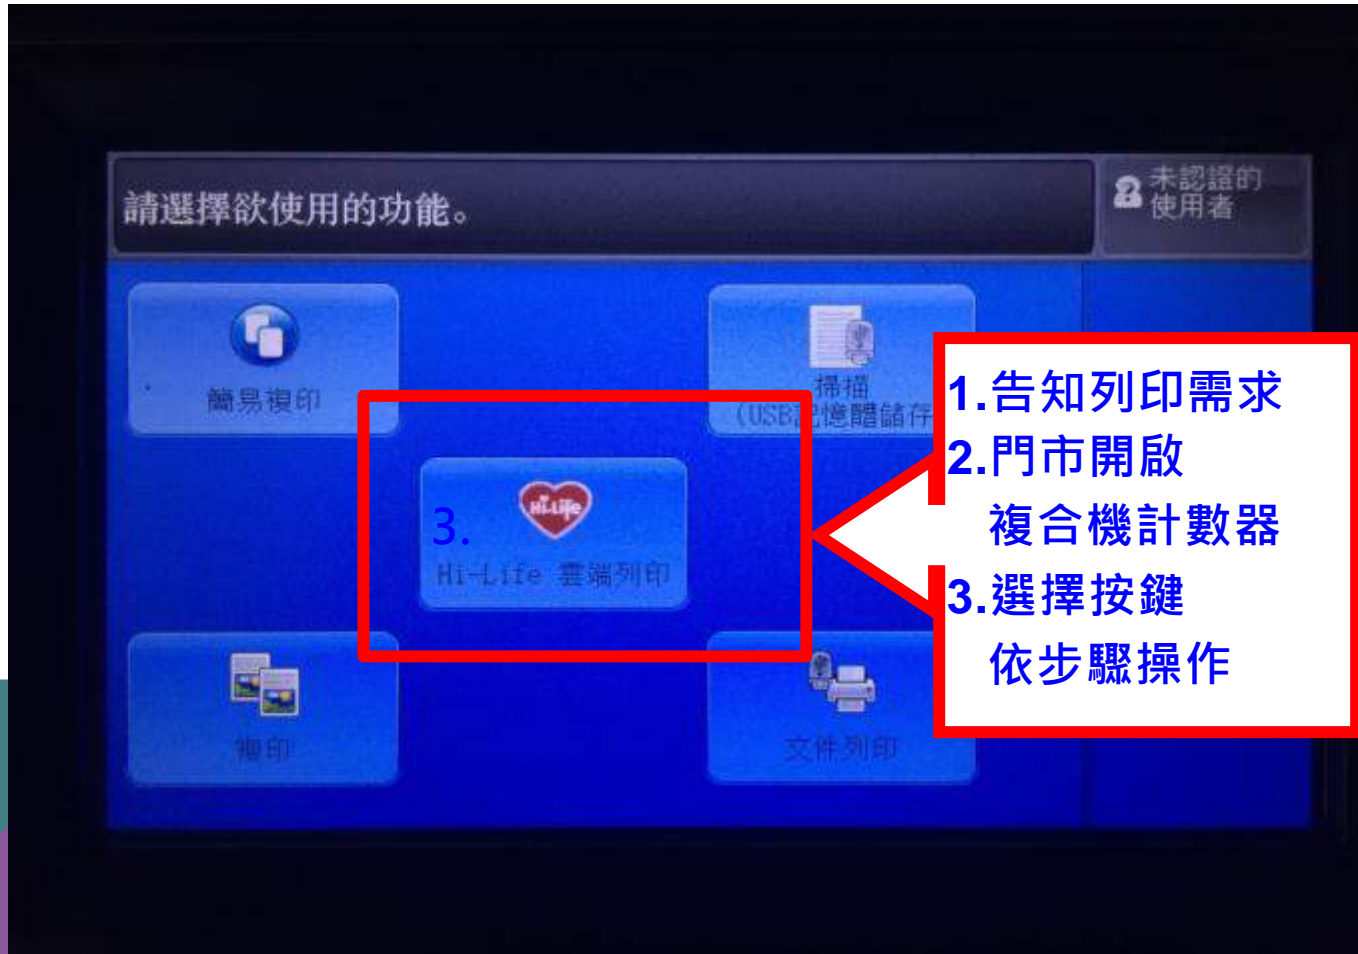 請選擇欲使用的功能。
未認證的
使用者
簡易複印
掃描
(USB記憶體儲存
3.
Hi-Life
Hi-Life 雲端列印
複印
文件列印
1.告知列印需求
2.門市開啟
複合機計數器
3.選擇按鍵
依步驟操作